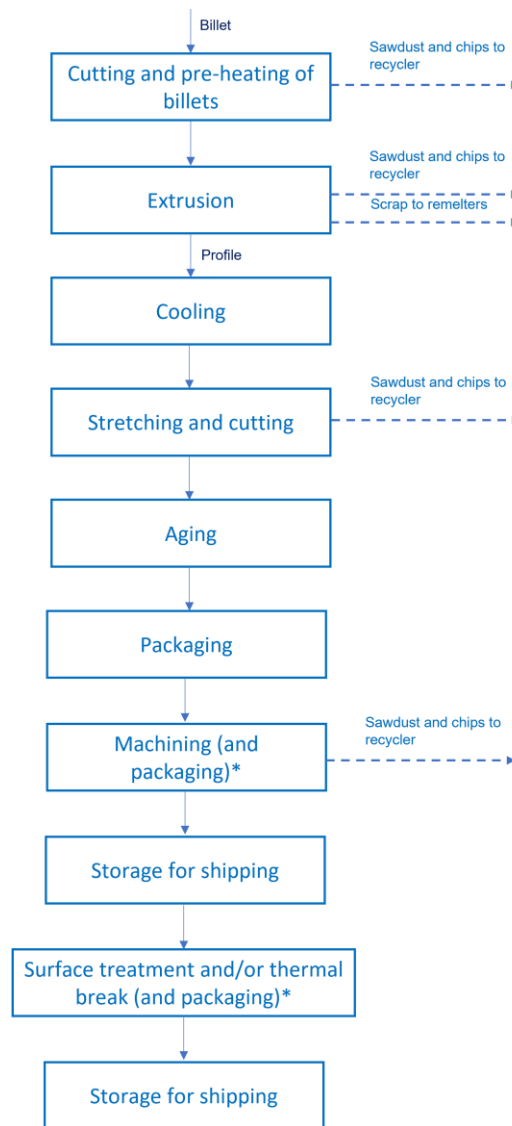 Billet
Sawdust and chips to
recycler
Cutting and pre-heating of
billets
Sawdust and chips to
recycler
Extrusion
Scrap to remelters
Profile
Cooling
Sawdust and chips to
recycler
Stretching and cutting
Aging
Packaging
Sawdust and chips to
recycler
Machining (and
packaging)*
Storage for shipping
Surface treatment and/or thermal
break (and packaging)*
Storage for shipping